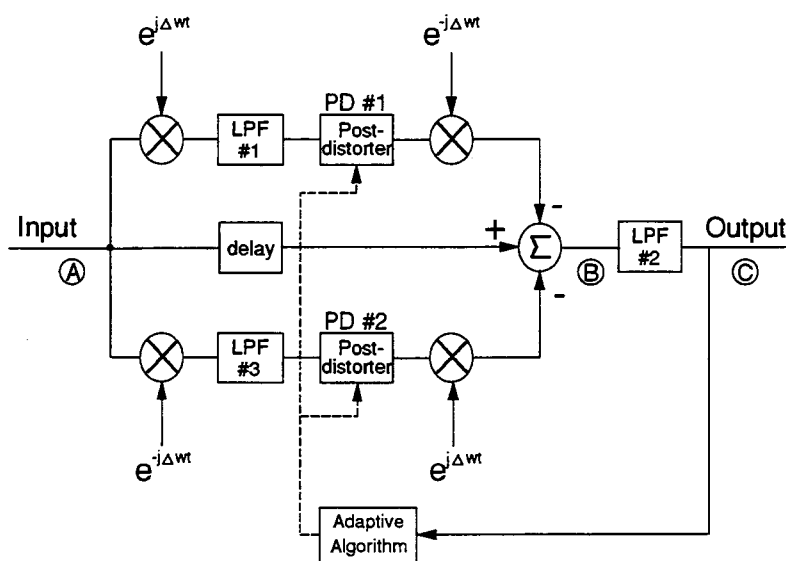 e^jΔwt
e^-jΔwt
PD #1
LPF
#1
Post-
distorter
-
Input
Ⓐ
delay
+
Σ
Ⓑ
LPF
#2
Output
Ⓒ
-
PD #2
LPF
#3
Post-
distorter
e^-jΔwt
e^jΔwt
Adaptive
Algorithm